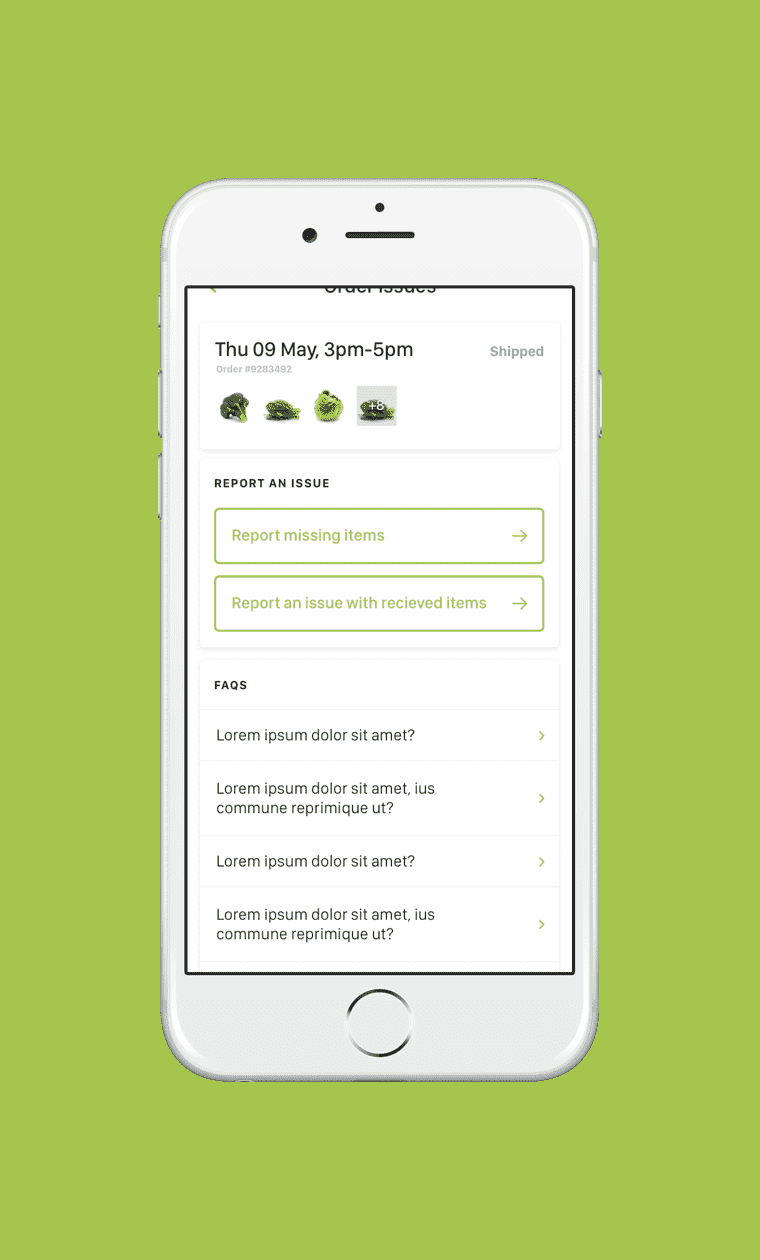 Order Issues
Thu 09 May, 3pm-5pm
Shipped
Order #9283492
+8
REPORT AN ISSUE
Report missing items
Report an issue with recieved items
FAQS
Lorem ipsum dolor sit amet?
Lorem ipsum dolor sit amet, ius
commune reprimique ut?
Lorem ipsum dolor sit amet?
Lorem ipsum dolor sit amet, ius
commune reprimique ut?